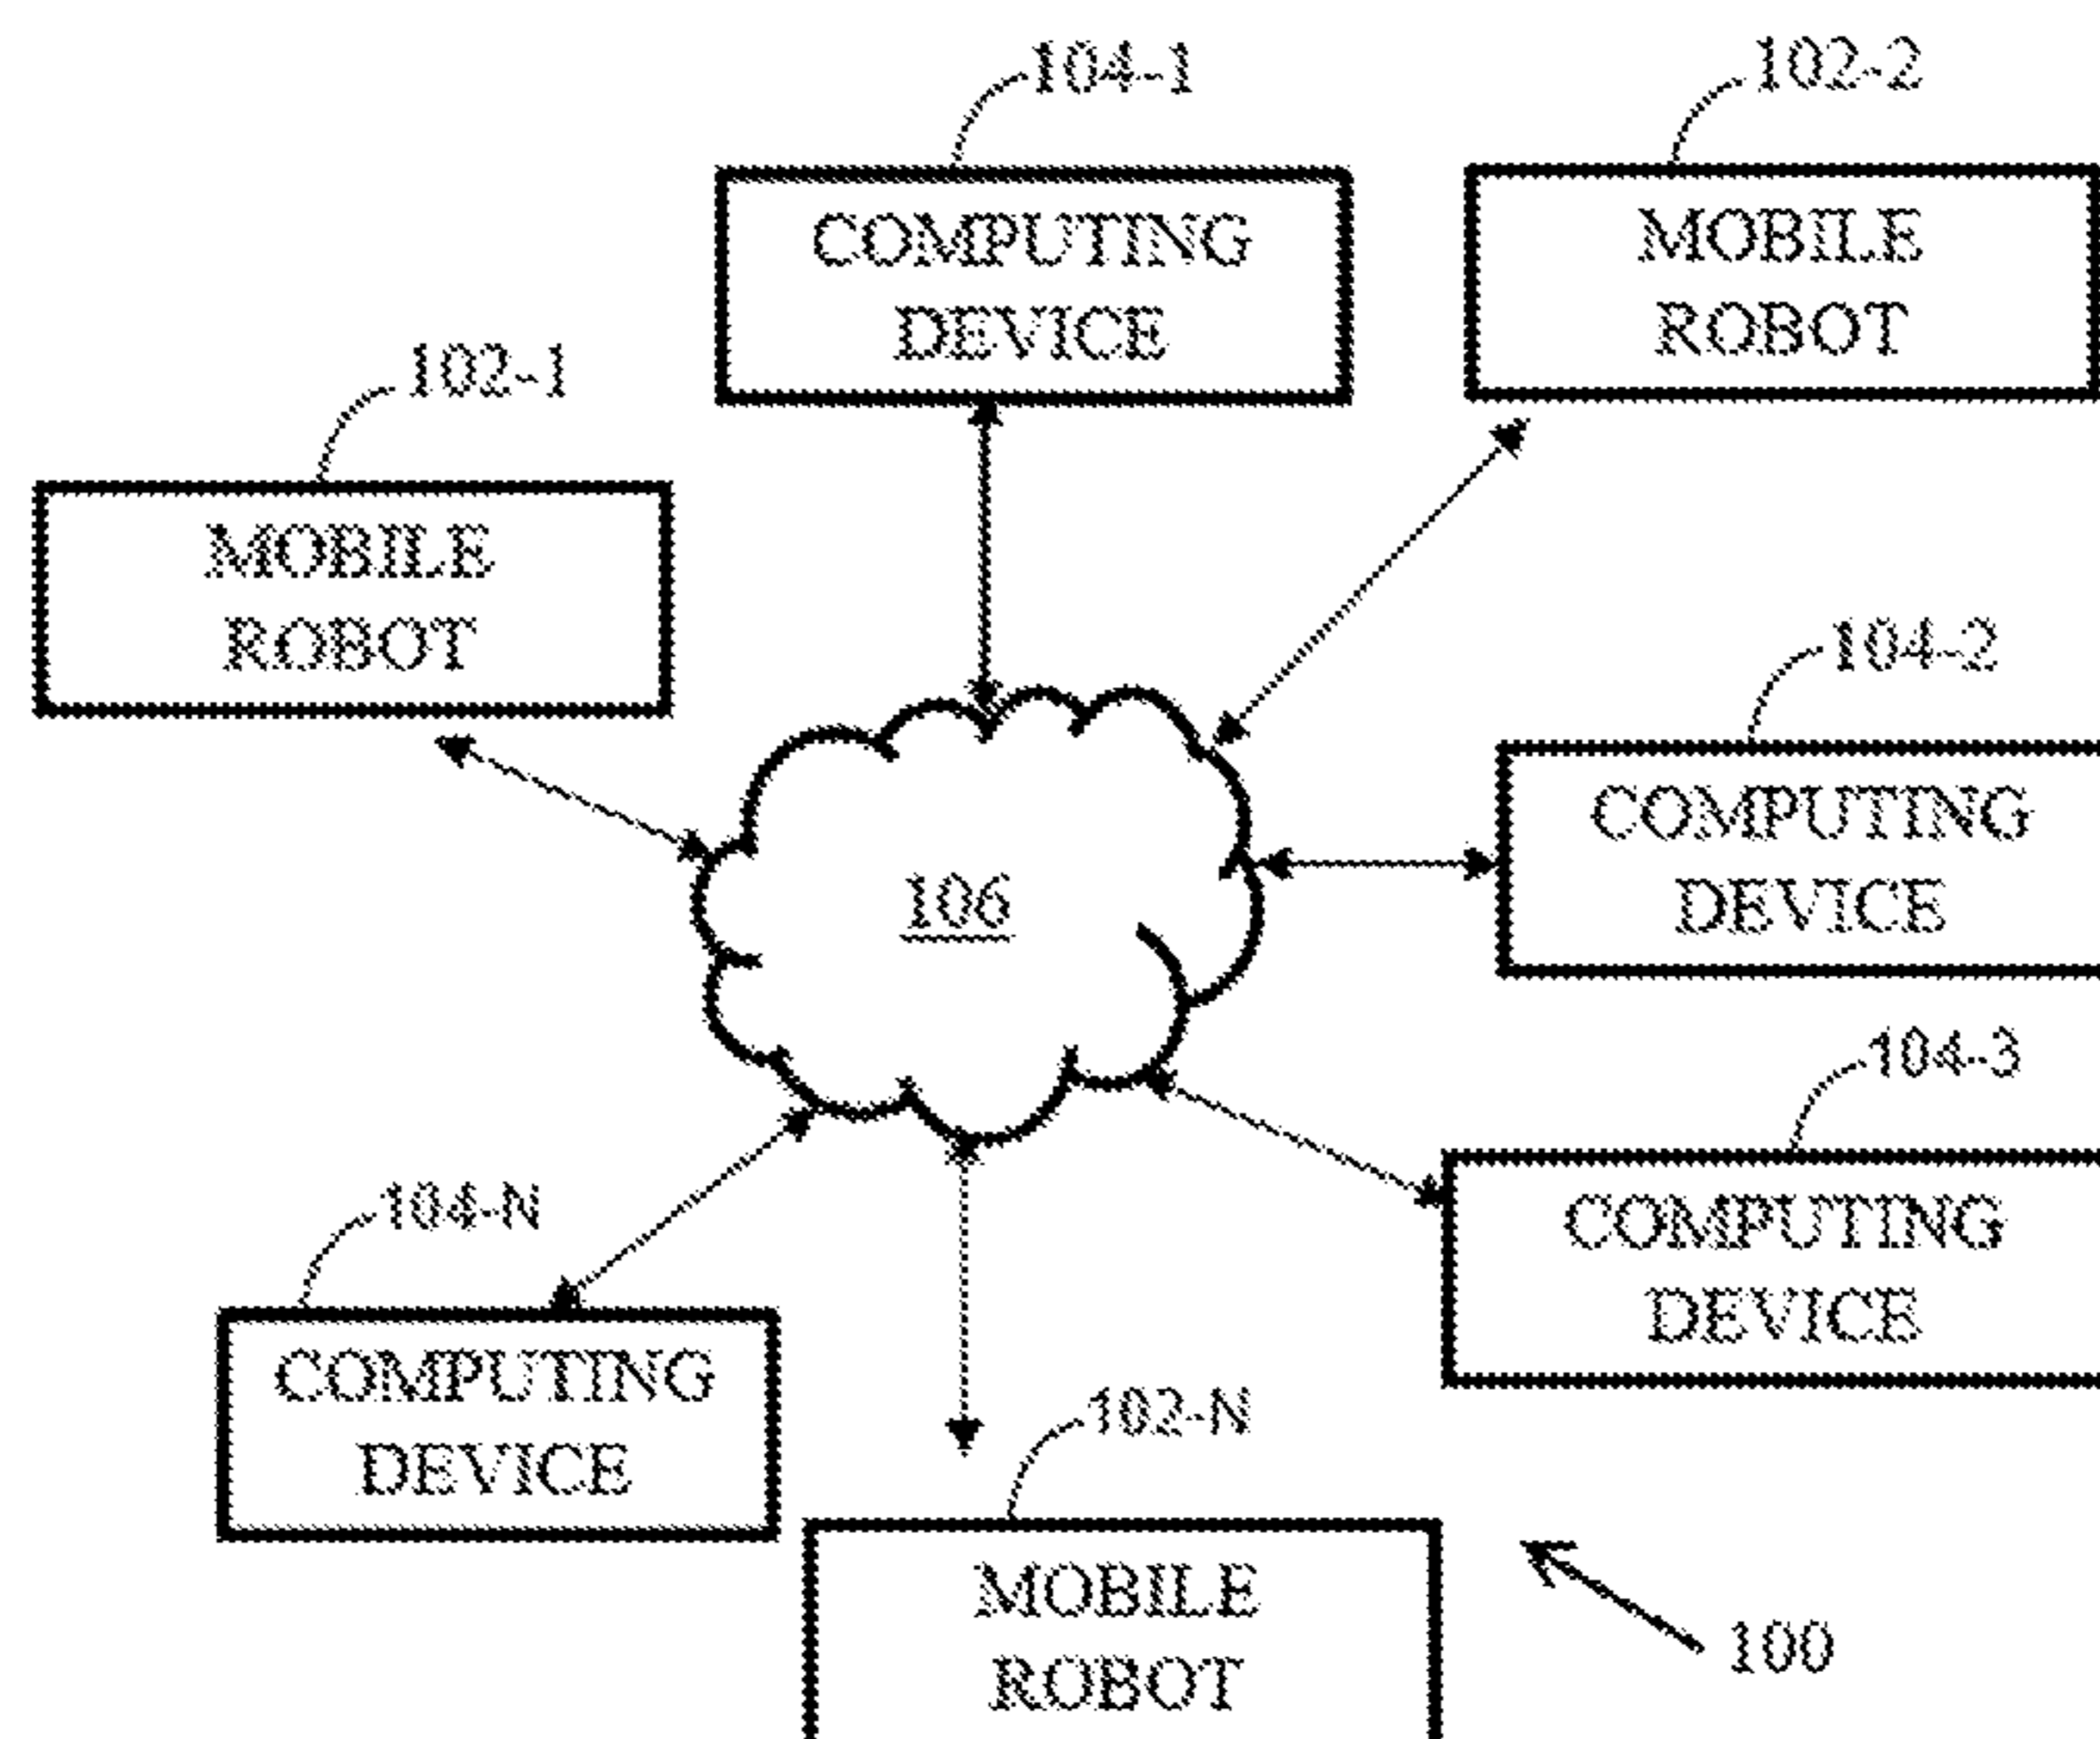 104-1
102-2
COMPUTING
DEVICE
MOBILE
ROBOT
102-1
MOBILE
ROBOT
104-2
COMPUTING
DEVICE
106
104-3
COMPUTING
DEVICE
104-N
COMPUTING
DEVICE
102-N
MOBILE
ROBOT
100